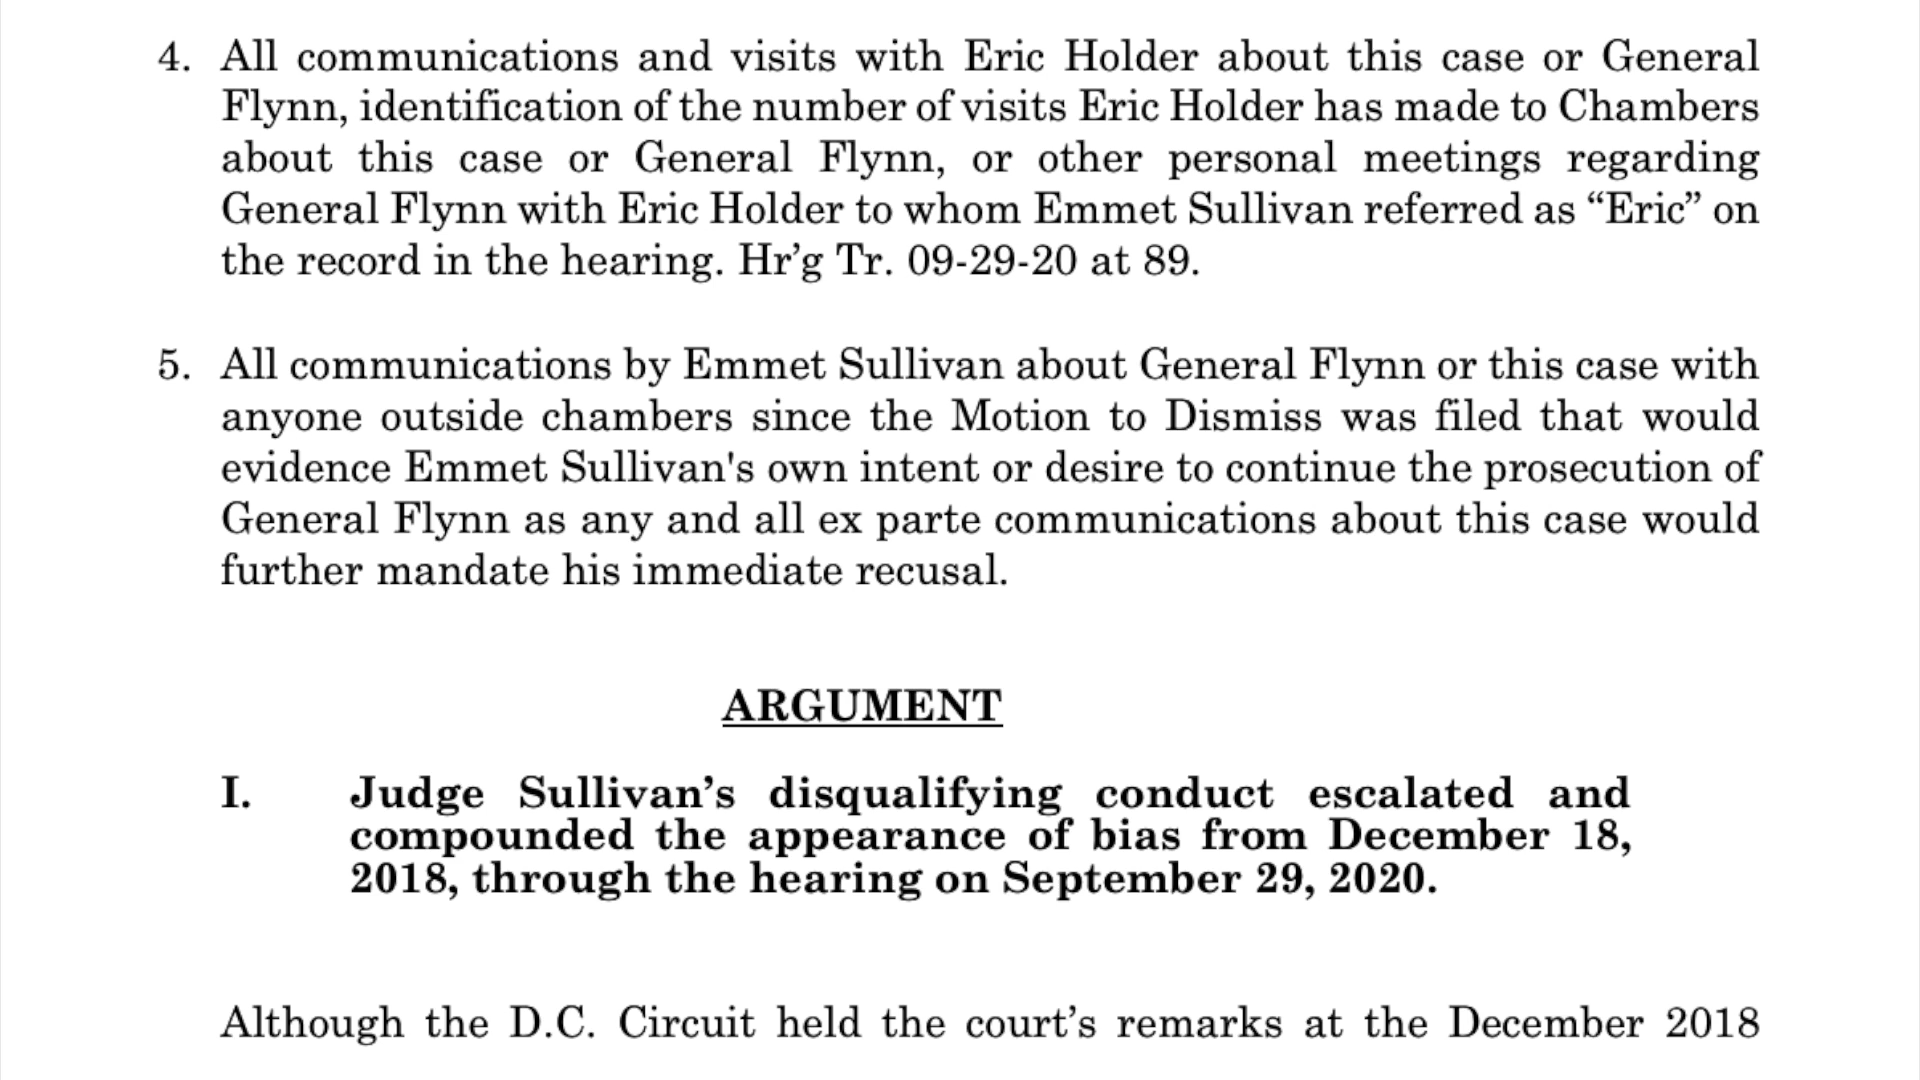 4. All communications and visits with Eric Holder about this case or General
Flynn, identification of the number of visits Eric Holder has made to Chambers
about this case or General Flynn, or other personal meetings regarding
General Flynn with Eric Holder to whom Emmet Sullivan referred as “Eric” on
the record in the hearing. Hr’g Tr. 09-29-20 at 89.
5. All communications by Emmet Sullivan about General Flynn or this case with
anyone outside chambers since the Motion to Dismiss was filed that would
evidence Emmet Sullivan's own intent or desire to continue the prosecution of
General Flynn as any and all ex parte communications about this case would
further mandate his immediate recusal.
ARGUMENT
I. Judge Sullivan’s disqualifying conduct escalated and
compounded the appearance of bias from December 18,
2018, through the hearing on September 29, 2020.
Although the D.C. Circuit held the court’s remarks at the December 2018